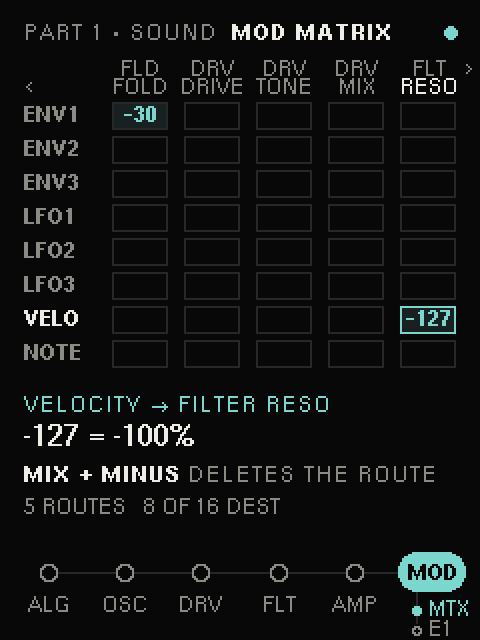 PART 1 · SOUND MOD MATRIX
FLD DRV DRV DRV FLT >
< FOLD DRIVE TONE MIX RESO
ENV1 -30
ENV2
ENV3
LFO1
LFO2
LFO3
VELO -127
NOTE
VELOCITY → FILTER RESO
-127 = -100%
MIX + MINUS DELETES THE ROUTE
5 ROUTES 8 OF 16 DEST
MOD
ALG OSC DRV FLT AMP
MTX
E1